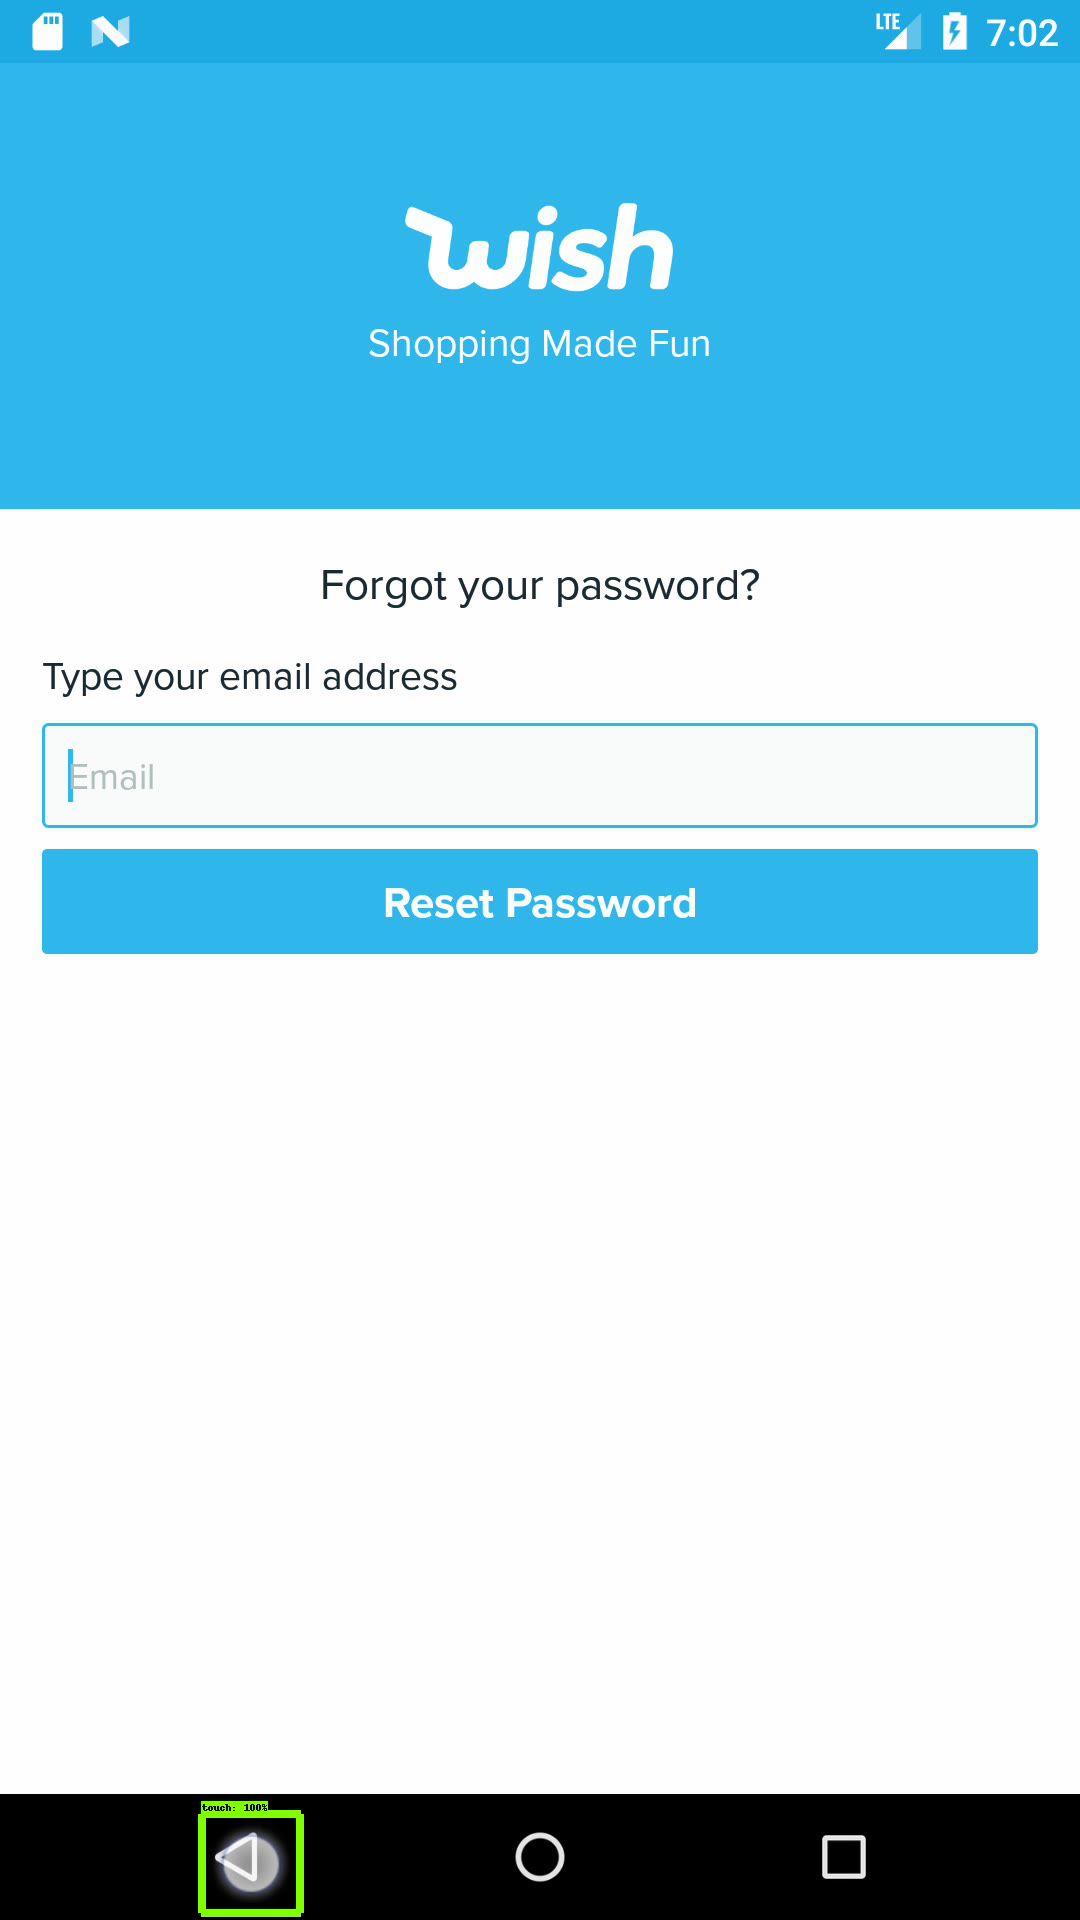 LTE 7:02
wish
Shopping Made Fun
Forgot your password?
Type your email address
Email
Reset Password
touch: 100%